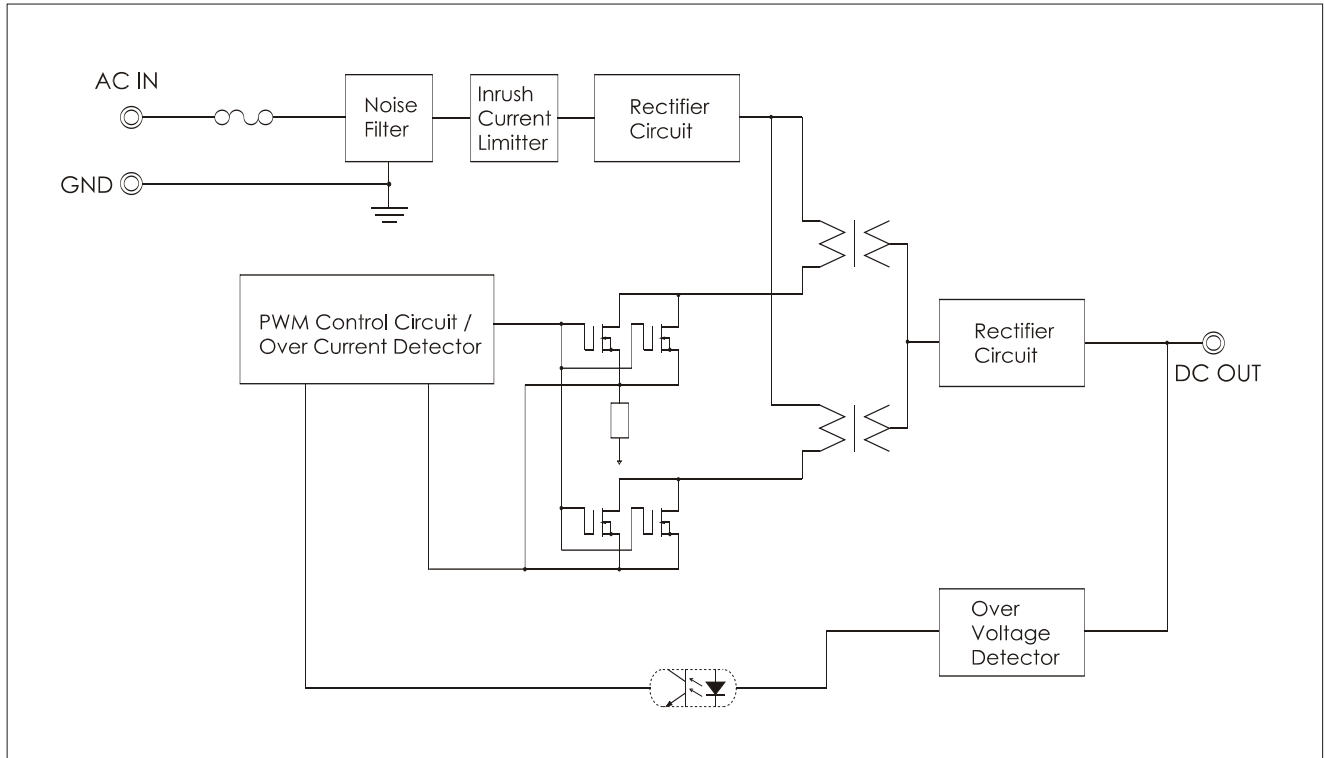 AC IN
Noise
Filter
Inrush
Current
Limitter
Rectifier
Circuit
GND
PWM Control Circuit /
Over Current Detector
Rectifier
Circuit
DC OUT
Over
Voltage
Detector